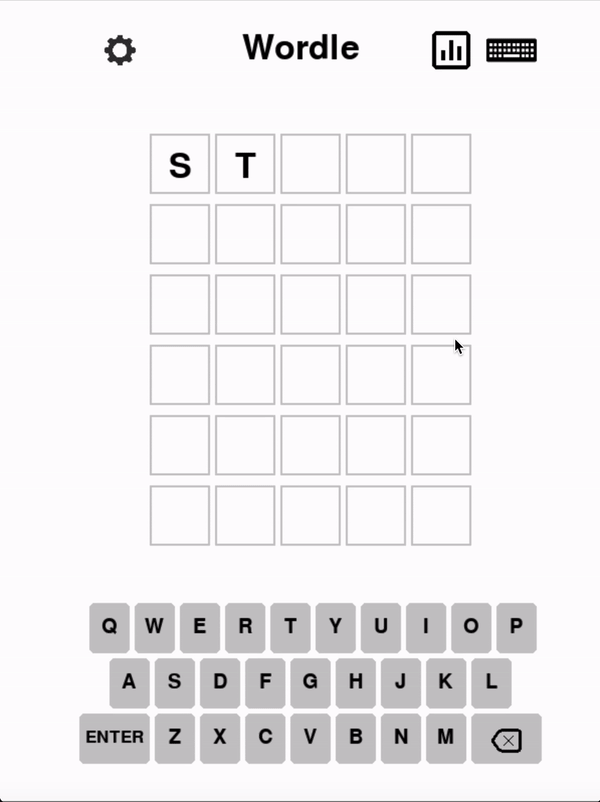 Wordle
S T
Q W E R T Y U I O P
A S D F G H J K L
ENTER Z X C V B N M